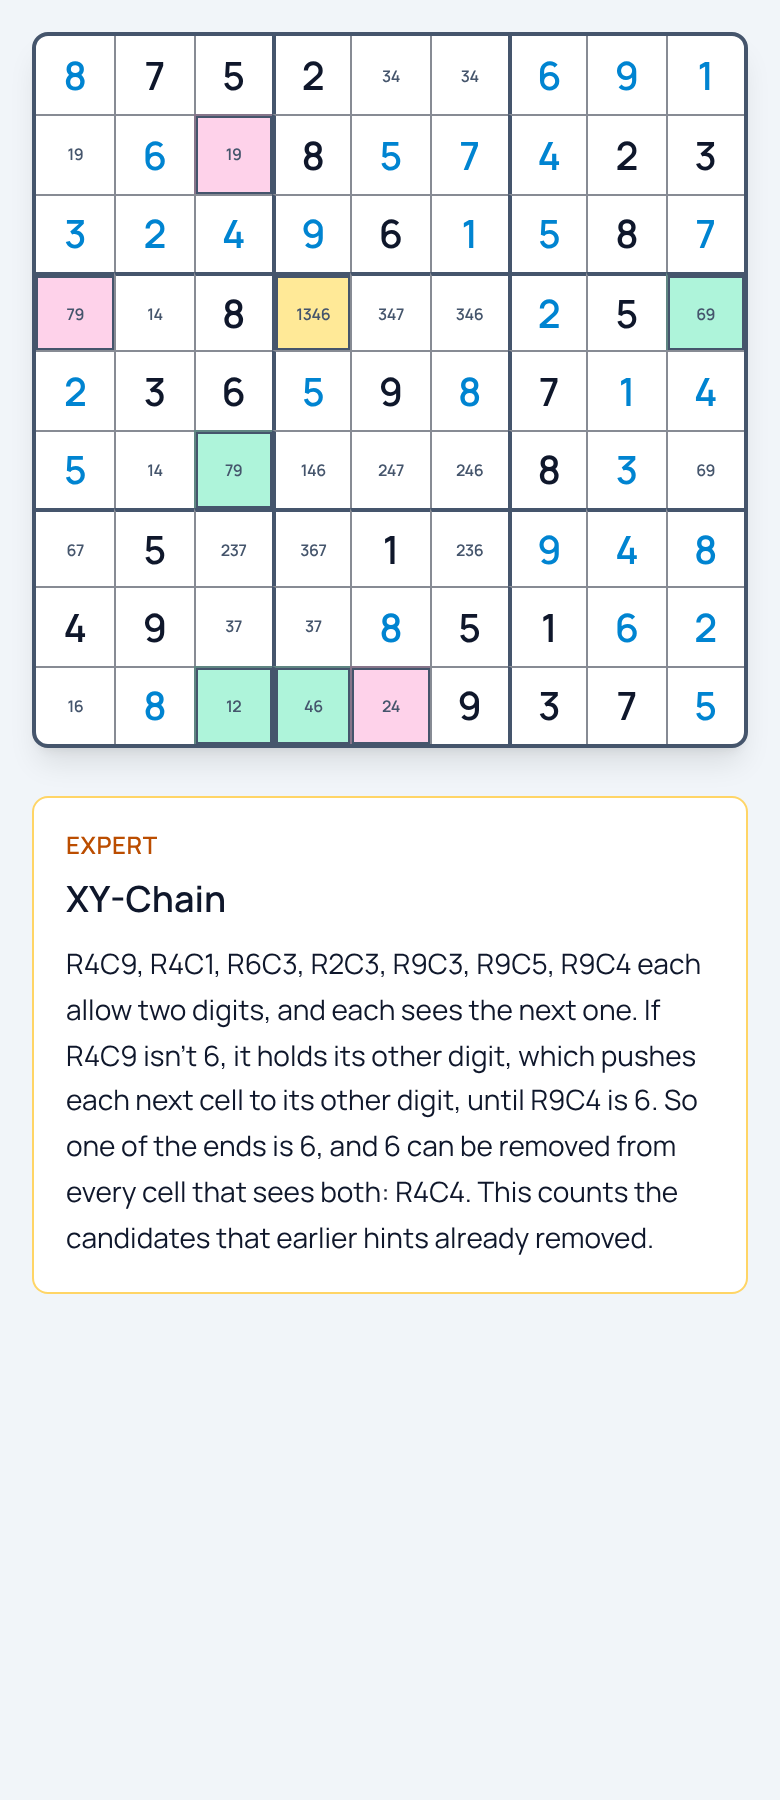 8 7 5 2 34 34 6 9 1
19 6 19 8 5 7 4 2 3
3 2 4 9 6 1 5 8 7
79 14 8 1346 347 346 2 5 69
2 3 6 5 9 8 7 1 4
5 14 79 146 247 246 8 3 69
67 5 237 367 1 236 9 4 8
4 9 37 37 8 5 1 6 2
16 8 12 46 24 9 3 7 5
EXPERT
XY-Chain
R4C9, R4C1, R6C3, R2C3, R9C3, R9C5, R9C4 each
allow two digits, and each sees the next one. If
R4C9 isn’t 6, it holds its other digit, which pushes
each next cell to its other digit, until R9C4 is 6. So
one of the ends is 6, and 6 can be removed from
every cell that sees both: R4C4. This counts the
candidates that earlier hints already removed.